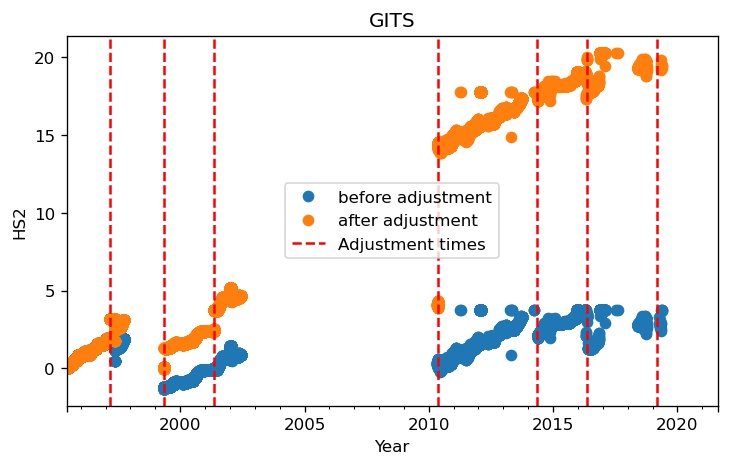 GITS
20
15
10
5
0
HS2
before adjustment
after adjustment
Adjustment times
2000
2005
2010
2015
2020
Year